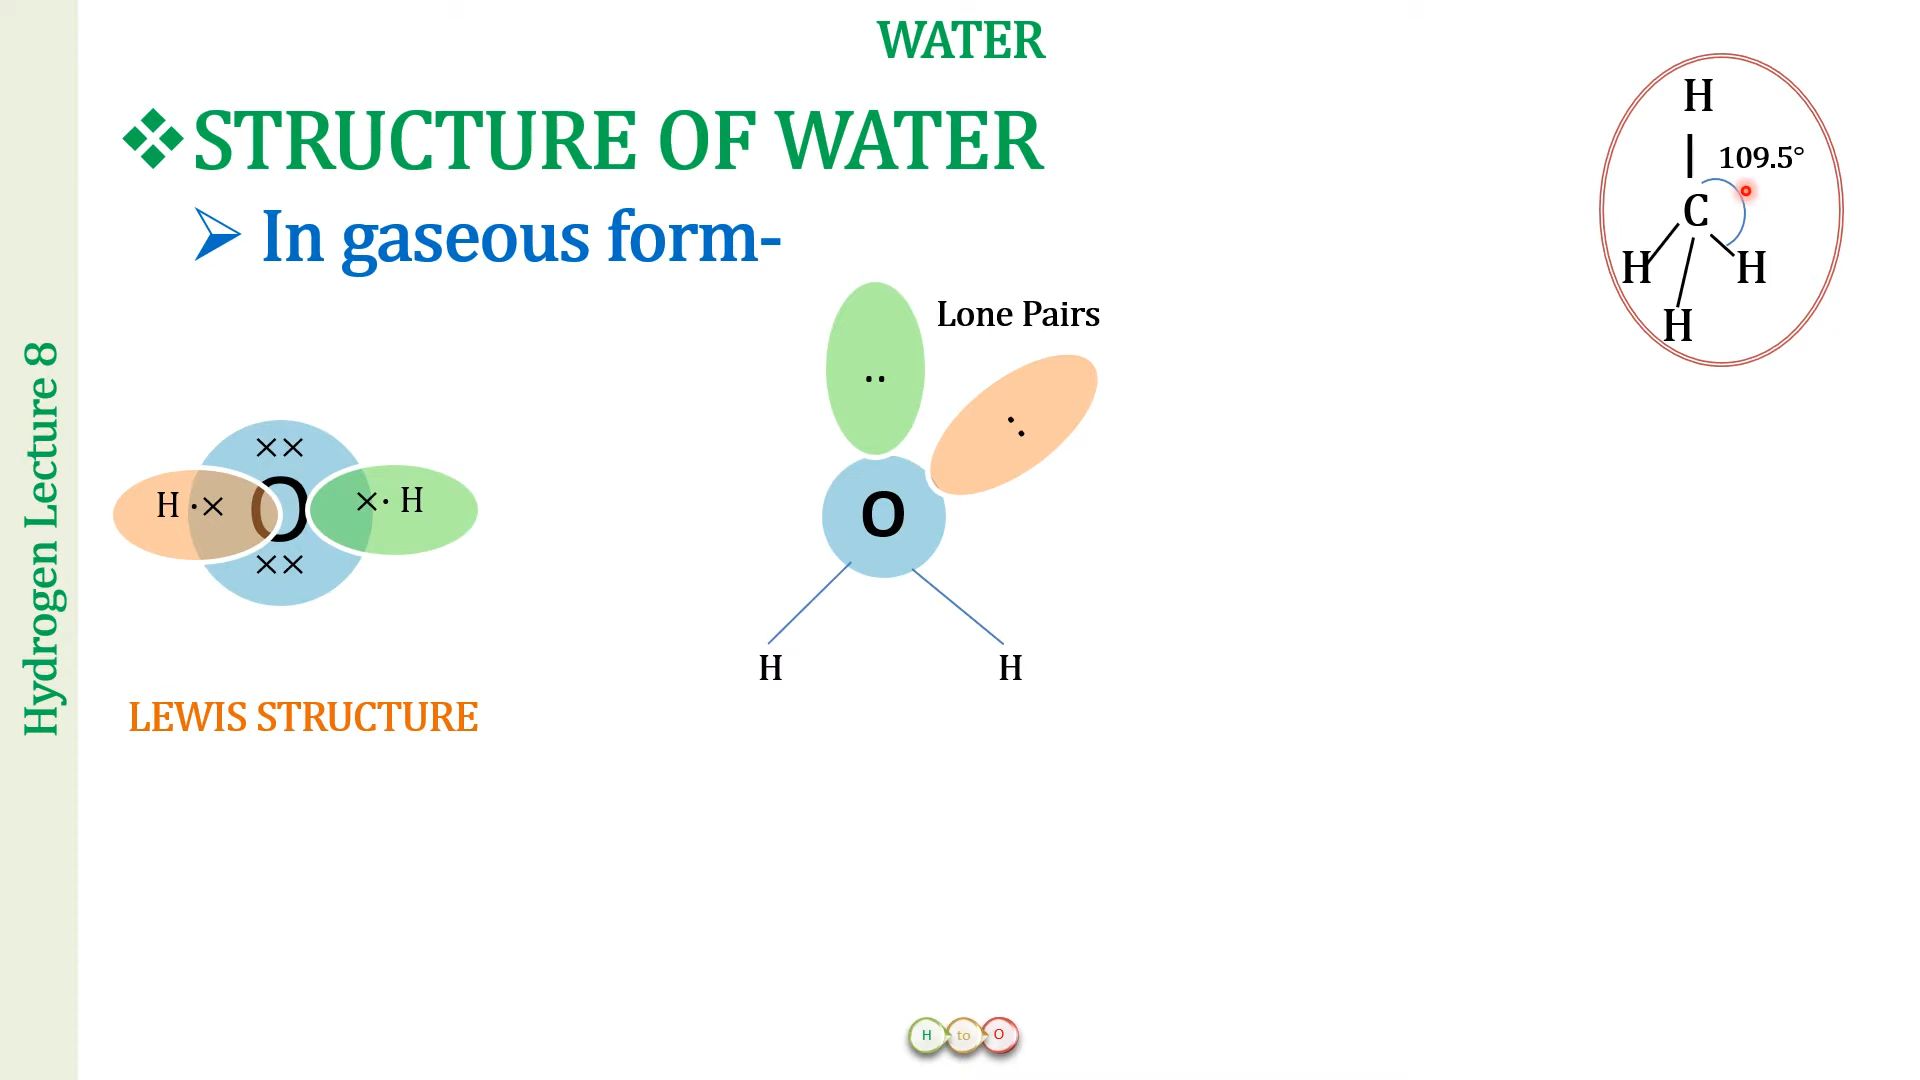 WATER
❖STRUCTURE OF WATER
➢ In gaseous form-
Hydrogen Lecture 8
H
109.5°
C
H H
H
Lone Pairs
..
..
××
H ·× O ×· H
××
O
H H
LEWIS STRUCTURE
H to O